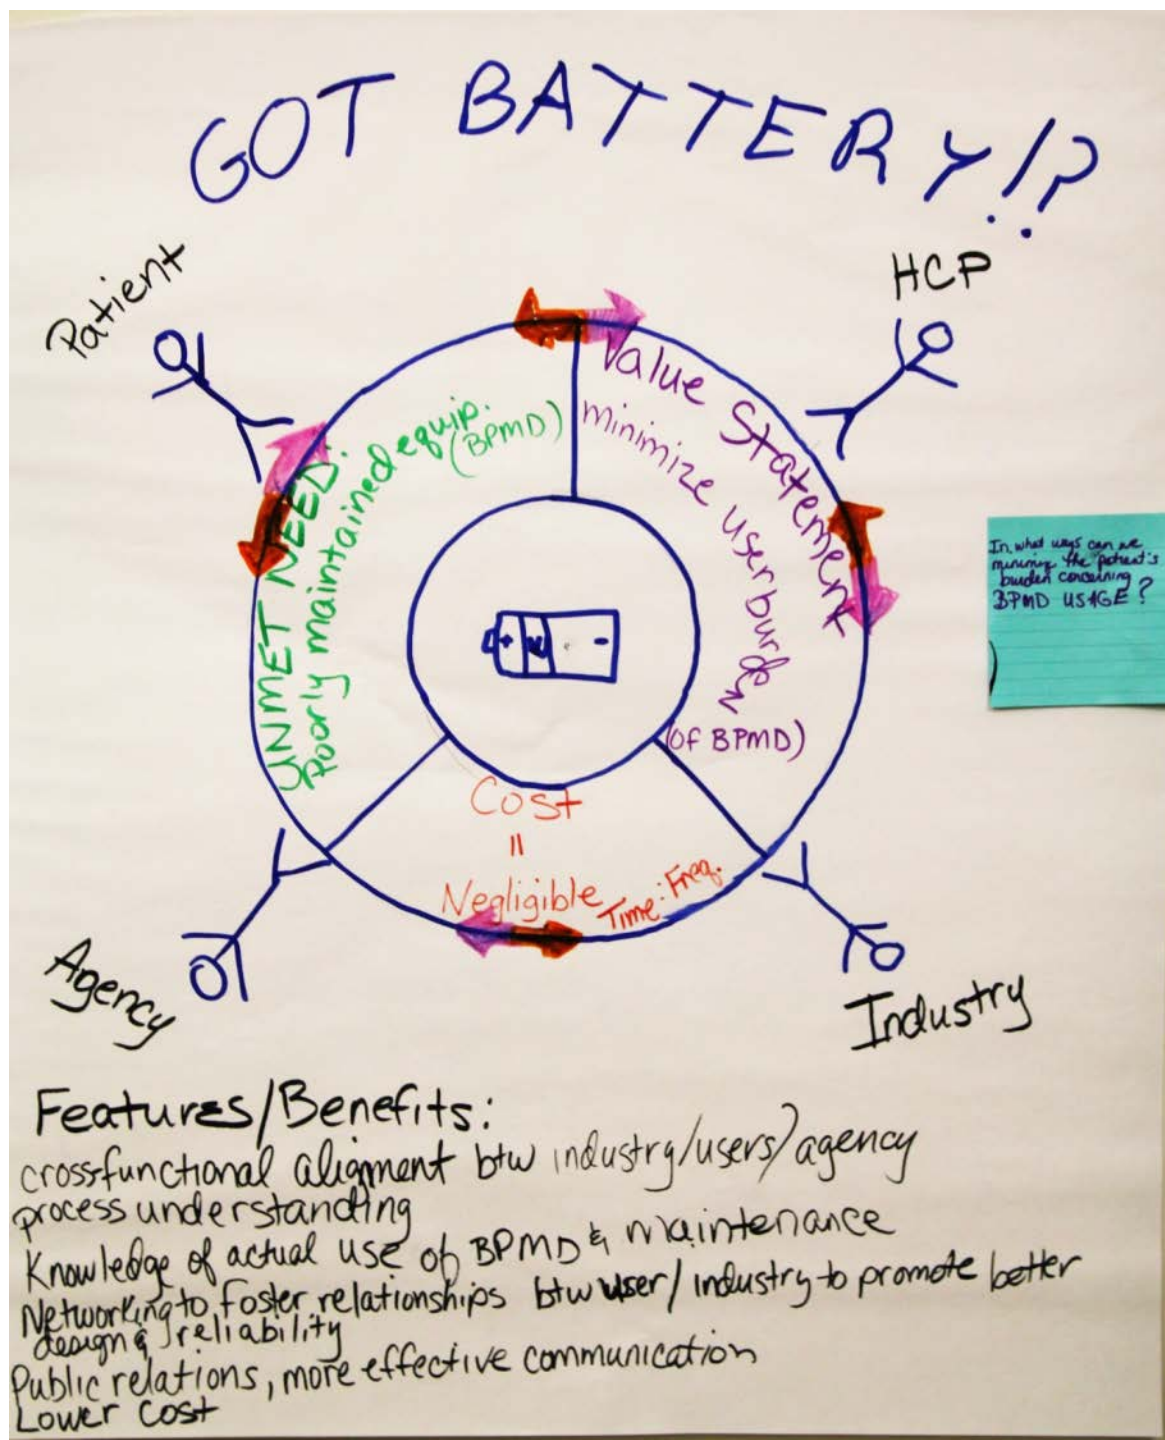 GOT BATTERY!?
Patient
HCP
UNMET NEED:
Poorly maintained equip.
(BPMD)
Value Statement
minimize user burden
(of BPMD)
+
-
Cost
=
Negligible
Time: Freq.
In what ways can we
minimize the patient's
burden concerning
BPMD USAGE?
Agency
Industry
Features/Benefits:
cross-functional alignment btw industry/users/agency
process understanding
Knowledge of actual use of BPMD & maintenance
Networking to foster relationships btw user/industry to promote better
design & reliability
Public relations, more effective communication
Lower Cost